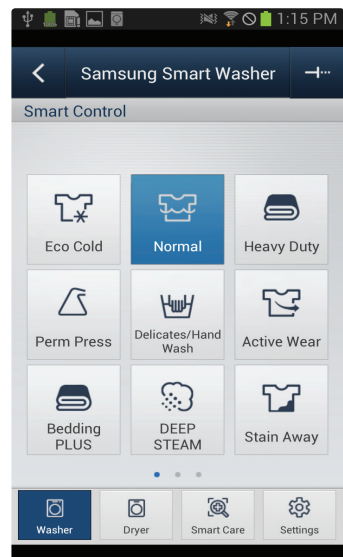 1:15 PM
Samsung Smart Washer
Smart Control
Eco Cold
Normal
Heavy Duty
Perm Press
Delicates/Hand
Wash
Active Wear
Bedding
PLUS
DEEP
STEAM
Stain Away
Washer
Dryer
Smart Care
Settings